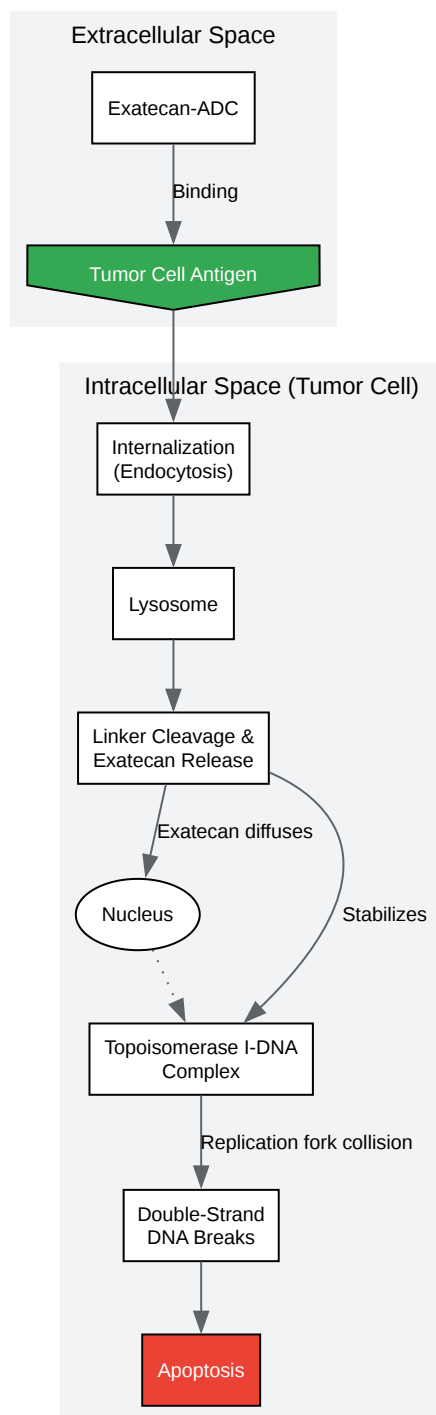 Extracellular Space
Exatecan-ADC
Binding
Tumor Cell Antigen
Intracellular Space (Tumor Cell)
Internalization
(Endocytosis)
Lysosome
Linker Cleavage &
Exatecan Release
Exatecan diffuses
Nucleus
Stabilizes
Topoisomerase I-DNA
Complex
Replication fork collision
Double-Strand
DNA Breaks
Apoptosis